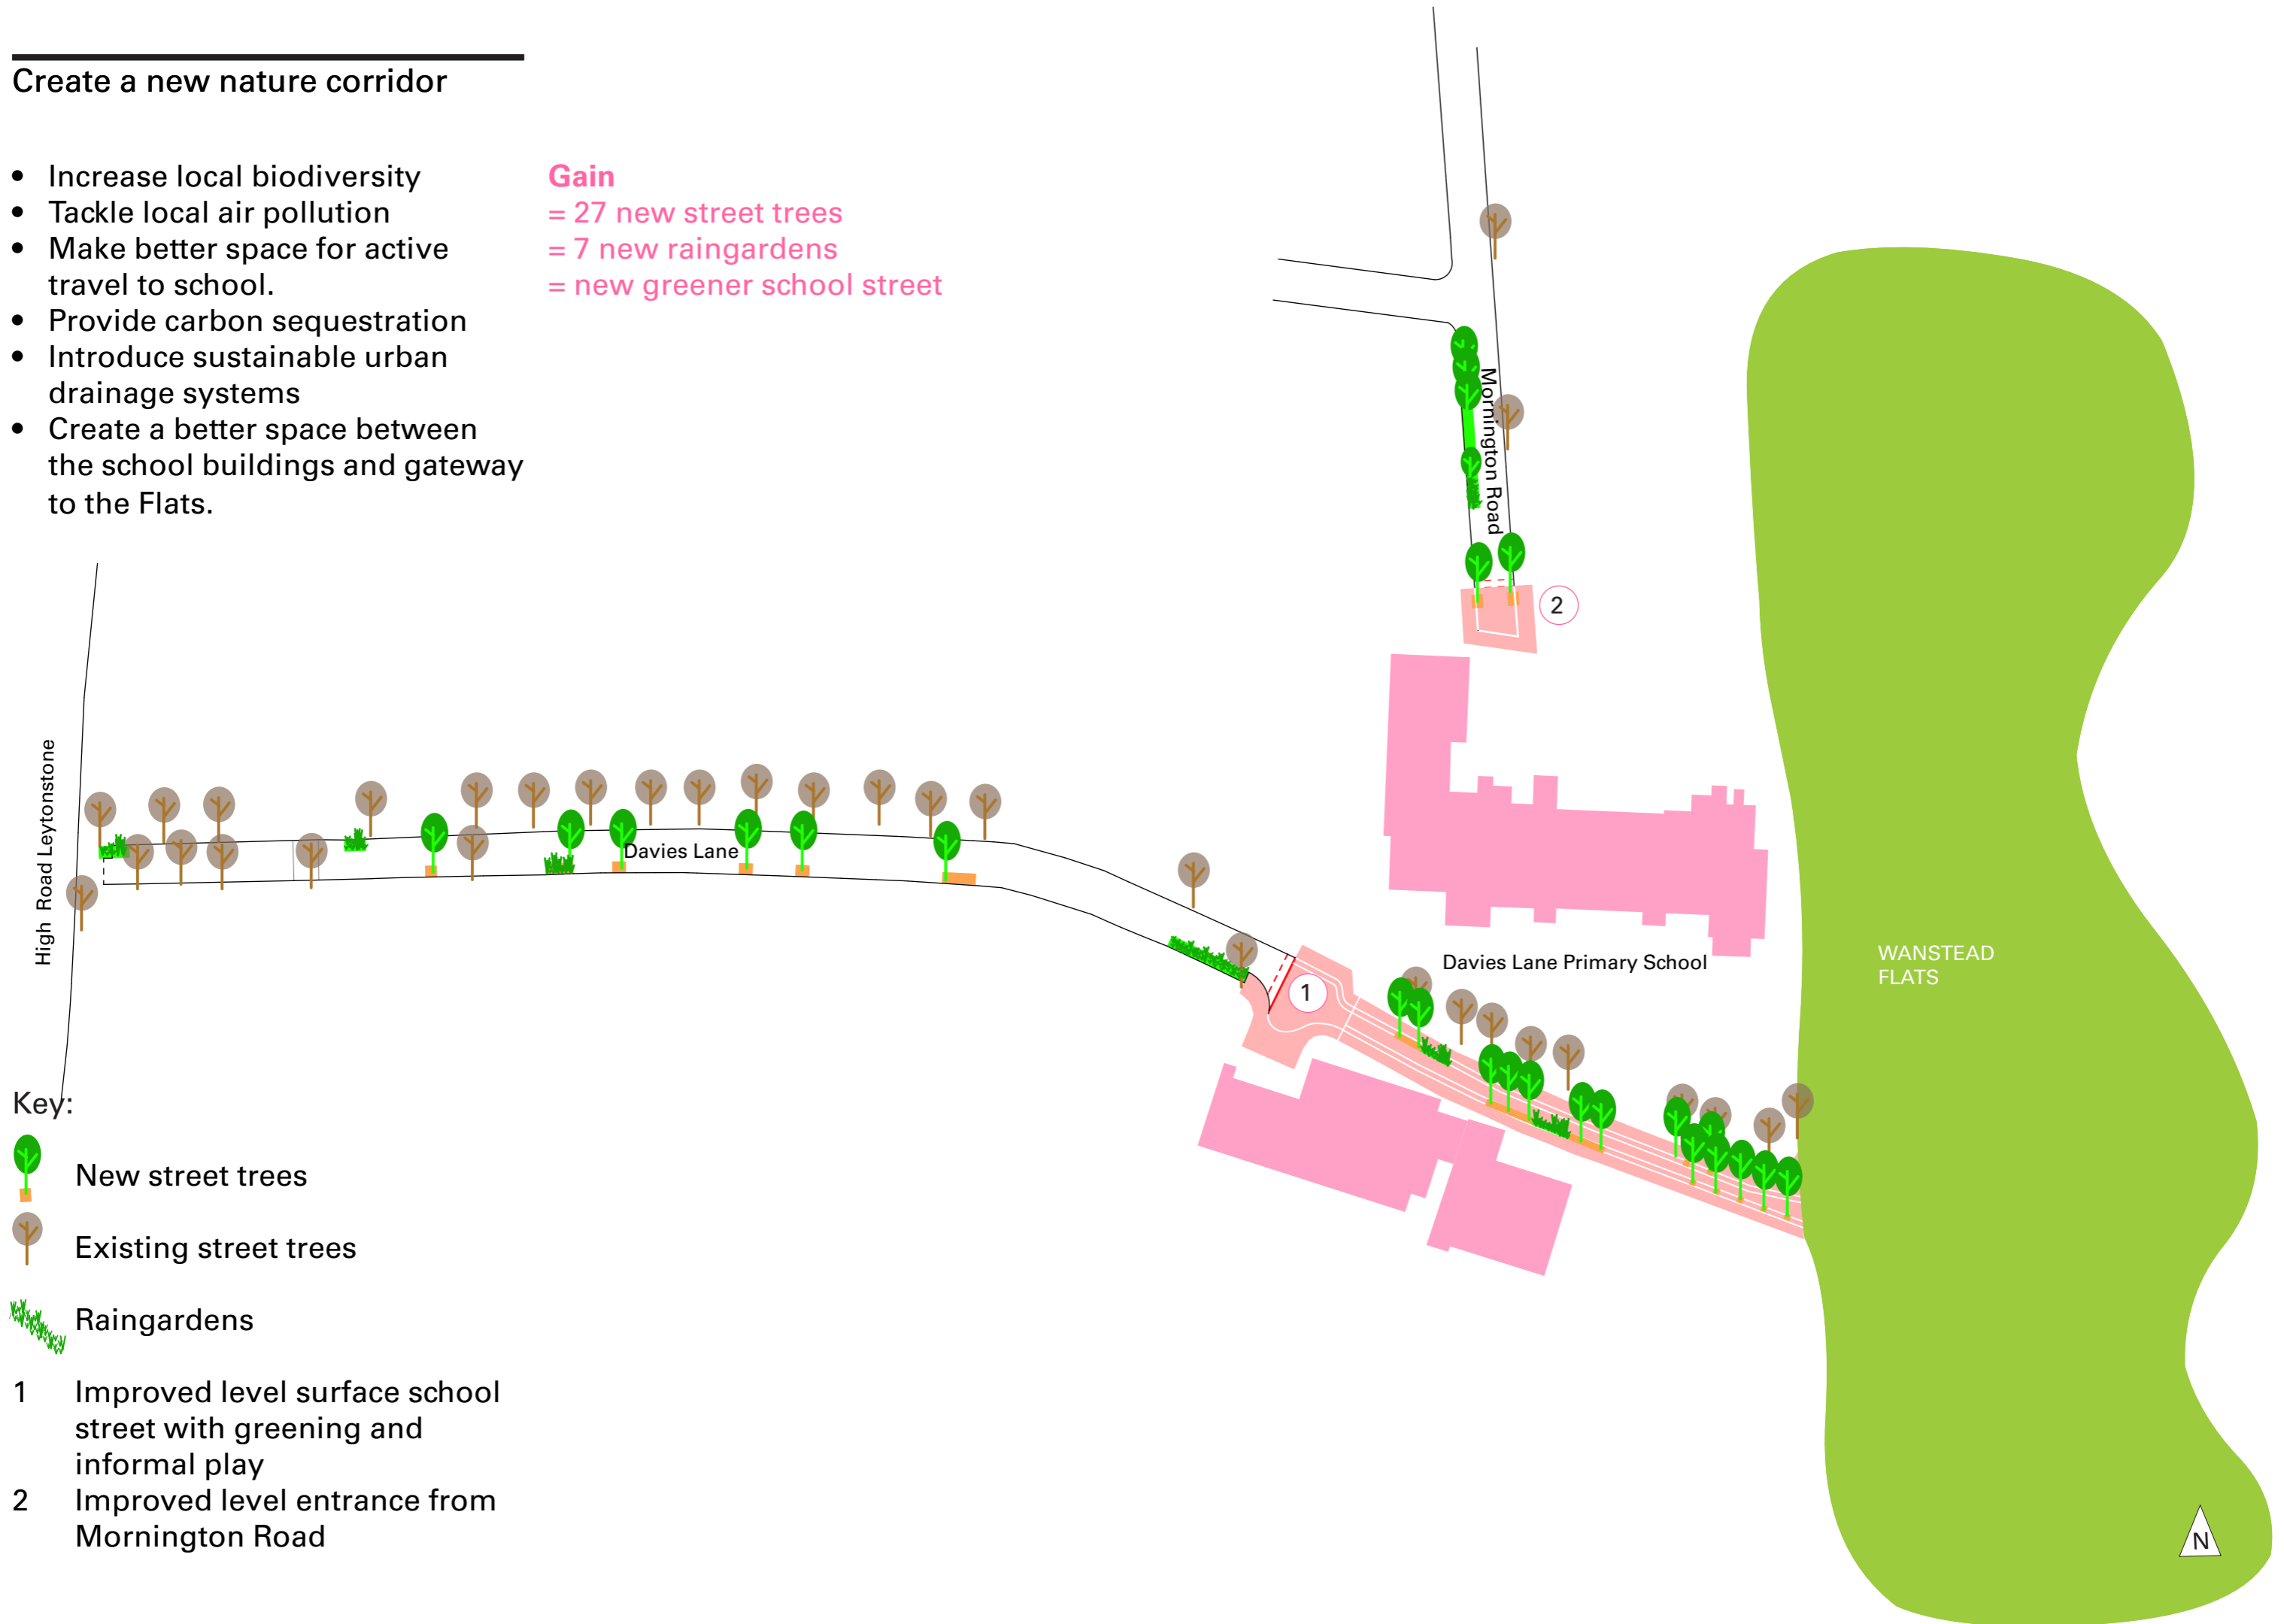 Create a new nature corridor
• Increase local biodiversity
• Tackle local air pollution
• Make better space for active
travel to school.
• Provide carbon sequestration
• Introduce sustainable urban
drainage systems
• Create a better space between
the school buildings and gateway
to the Flats.
Gain
= 27 new street trees
= 7 new raingardens
= new greener school street
Mornington Road
2
High Road Leytonstone
Davies Lane
1
Davies Lane Primary School
WANSTEAD
FLATS
Key:
New street trees
Existing street trees
Raingardens
1 Improved level surface school
street with greening and
informal play
2 Improved level entrance from
Mornington Road
N